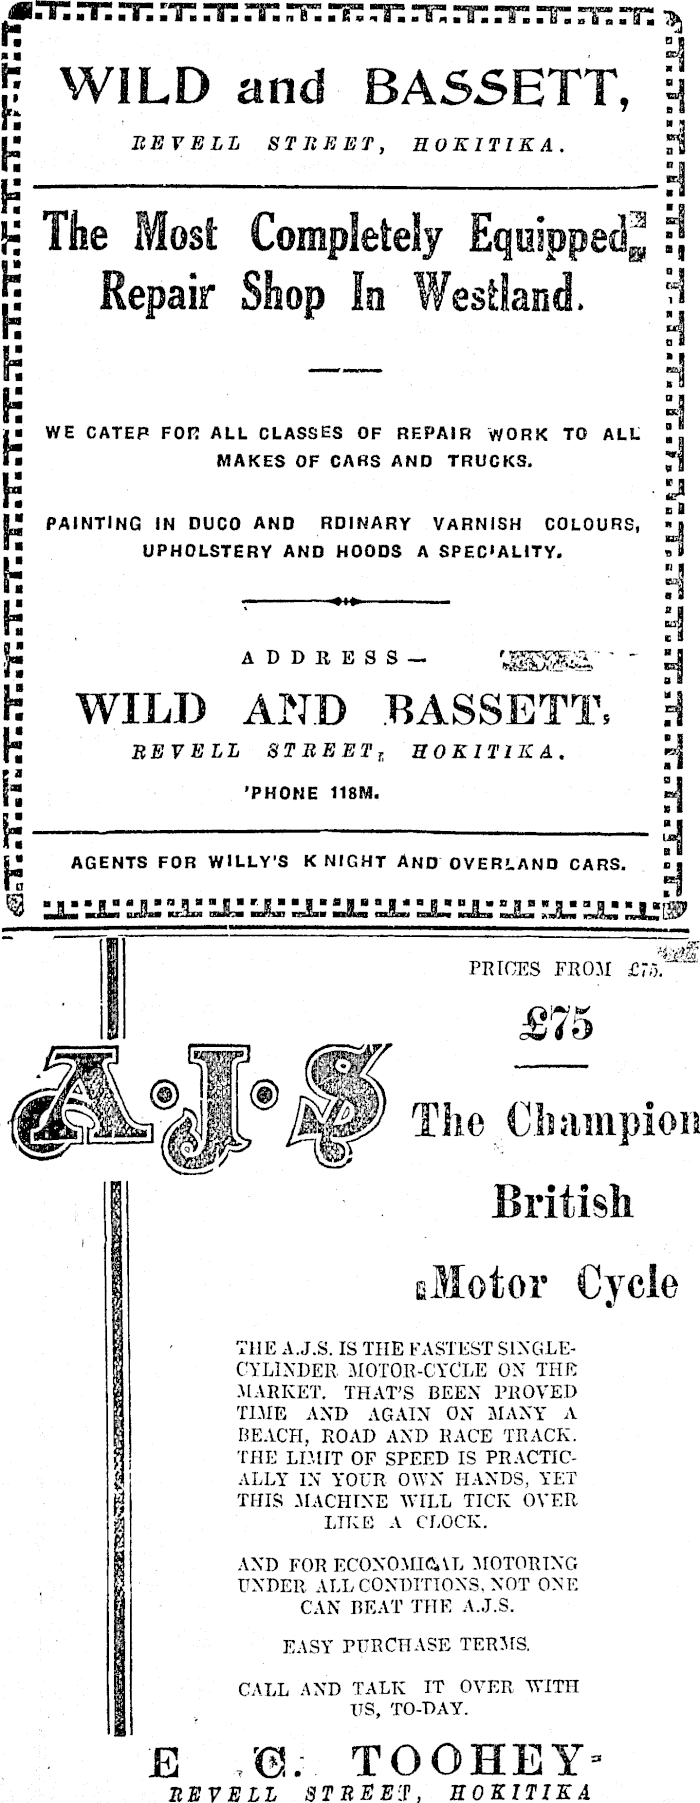 WILD and BASSETT,
REVELL STREET, HOKITIKA.
The Most Completely Equipped
Repair Shop In Westland.
WE CATER FOR ALL CLASSES OF REPAIR WORK TO ALL
MAKES OF CARS AND TRUCKS.
PAINTING IN DUCO AND RDINARY VARNISH COLOURS,
UPHOLSTERY AND HOODS A SPECIALITY.
ADDRESS—
WILD AND BASSETT,
REVELL STREET, HOKITIKA.
'PHONE 118M.
AGENTS FOR WILLY'S KNIGHT AND OVERLAND CARS.
PRICES FROM £75.
£75
A.J.S
The Champion
British
Motor Cycle
THE A.J.S. IS THE FASTEST SINGLE-
CYLINDER MOTOR-CYCLE ON THE
MARKET. THAT'S BEEN PROVED
TIME AND AGAIN ON MANY A
BEACH, ROAD AND RACE TRACK.
THE LIMIT OF SPEED IS PRACTIC-
ALLY IN YOUR OWN HANDS, YET
THIS MACHINE WILL TICK OVER
LIKE A CLOCK.
AND FOR ECONOMICAL MOTORING
UNDER ALL CONDITIONS, NOT ONE
CAN BEAT THE A.J.S.
EASY PURCHASE TERMS.
CALL AND TALK IT OVER WITH
US, TO-DAY.
E C. TOOHEY-
REVELL STREET, HOKITIKA